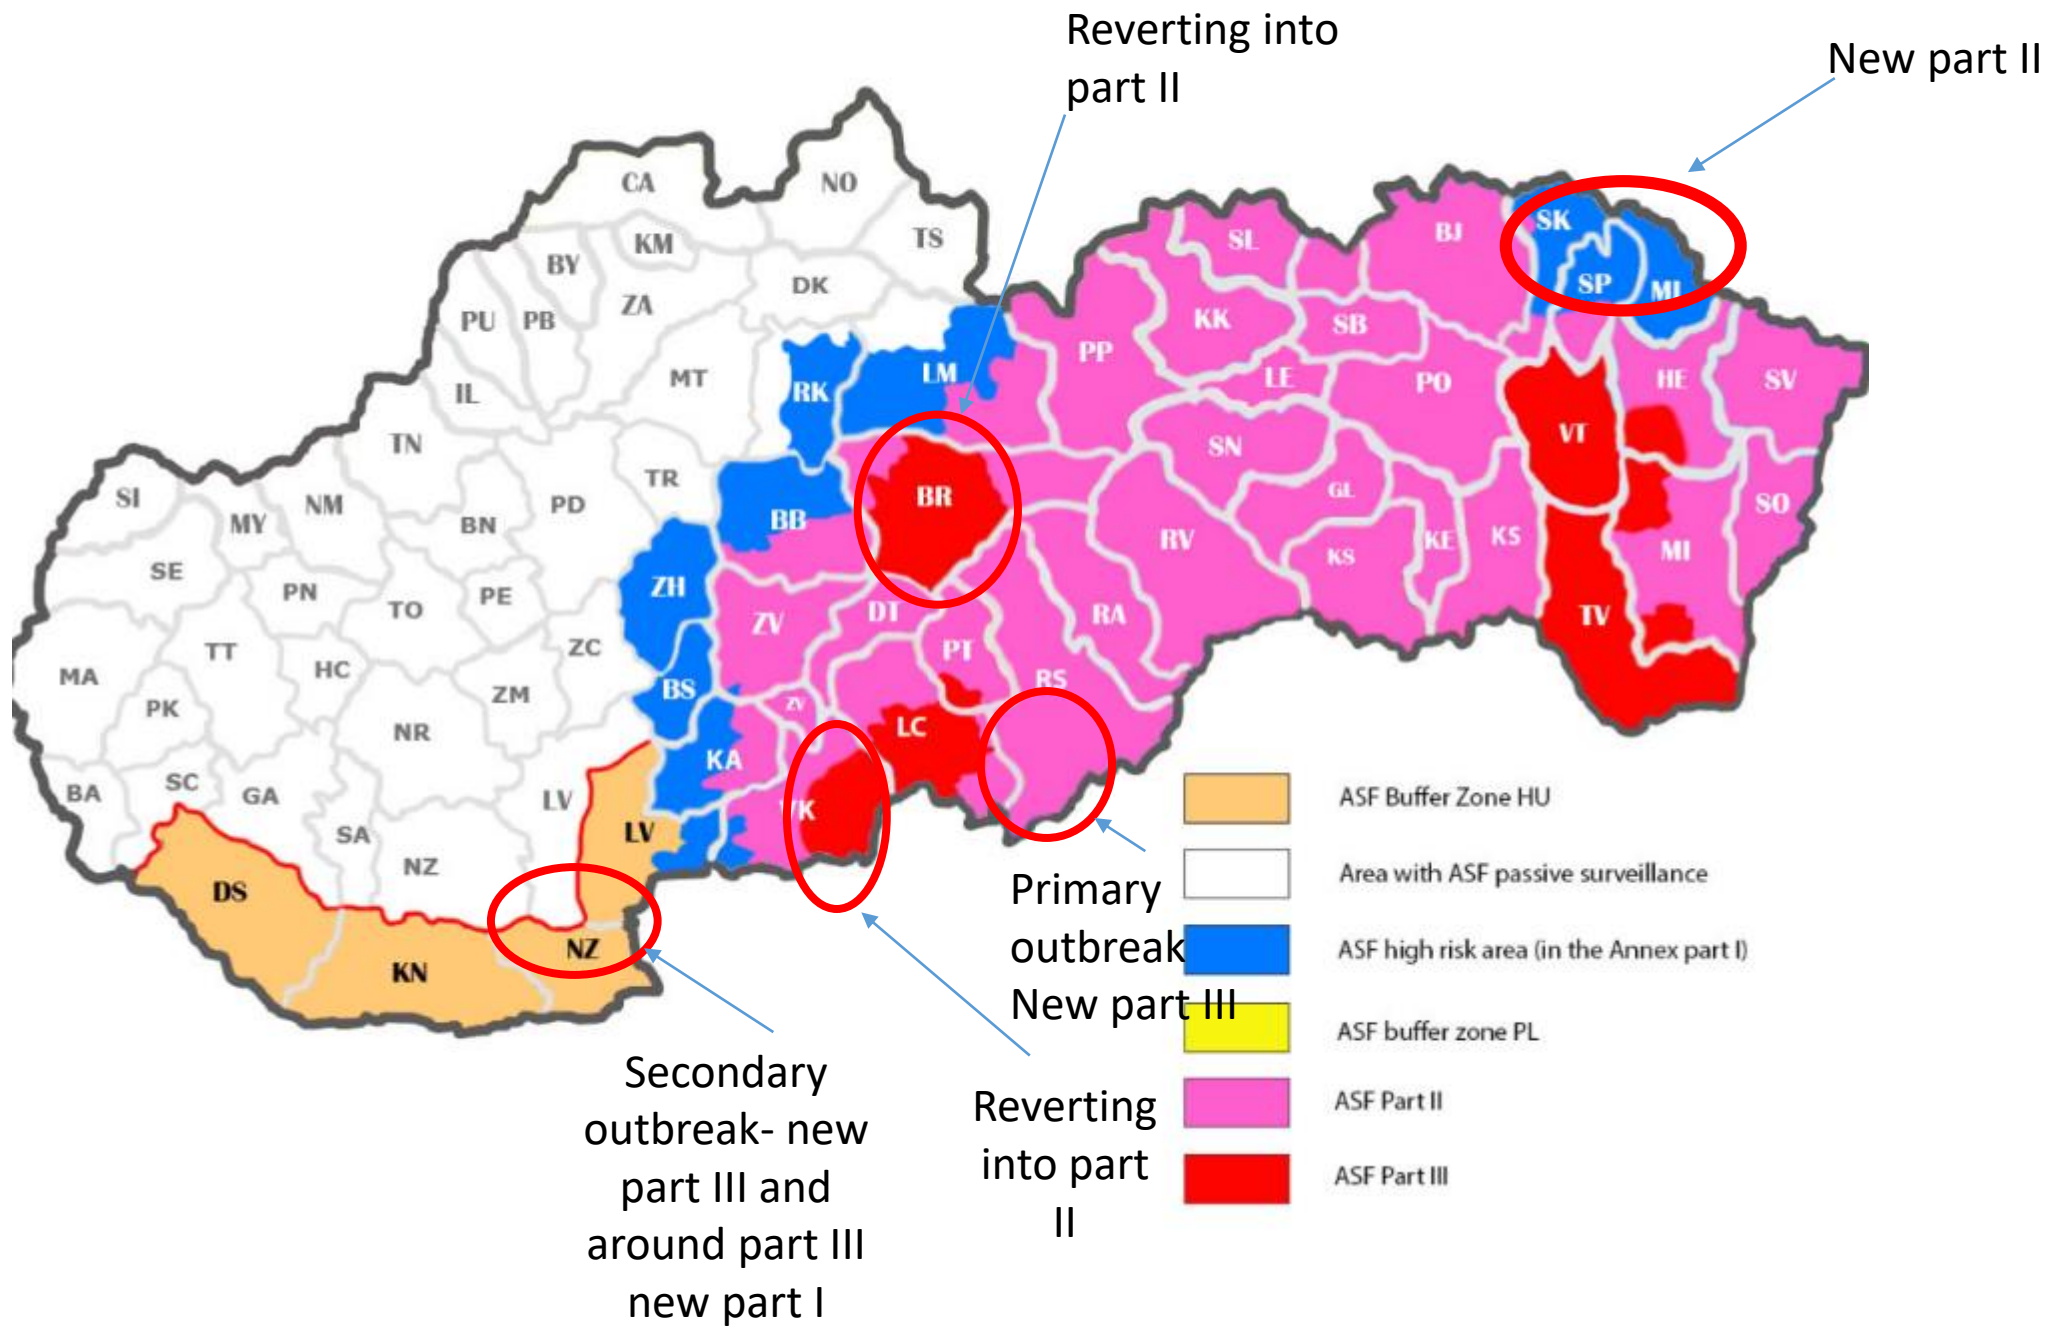 Reverting into
part II
New part II
CA
NO
TS
KM
BY
DK
ZA
PU
PB
MT
IL
TN
TR
SI
NM
MY
BN
PD
SE
PN
TO
PE
ZC
TT
HC
MA
ZM
PK
NR
SC
GA
BA
LV
SA
NZ
DS
LV
KN
NZ
RK
LM
BB
ZH
BS
KA
ZV
ZV
VK
BR
DT
PT
LC
RS
RA
RV
PP
SL
KK
SB
LE
SN
GL
KS
KE
KS
PO
BJ
SK
SP
MI
HE
SV
VT
SO
MI
TV
ASF Buffer Zone HU
Area with ASF passive surveillance
ASF high risk area (in the Annex part I)
ASF buffer zone PL
ASF Part II
ASF Part III
Primary
outbreak
New part III
Secondary
outbreak- new
part III and
around part III
new part I
Reverting
into part
II